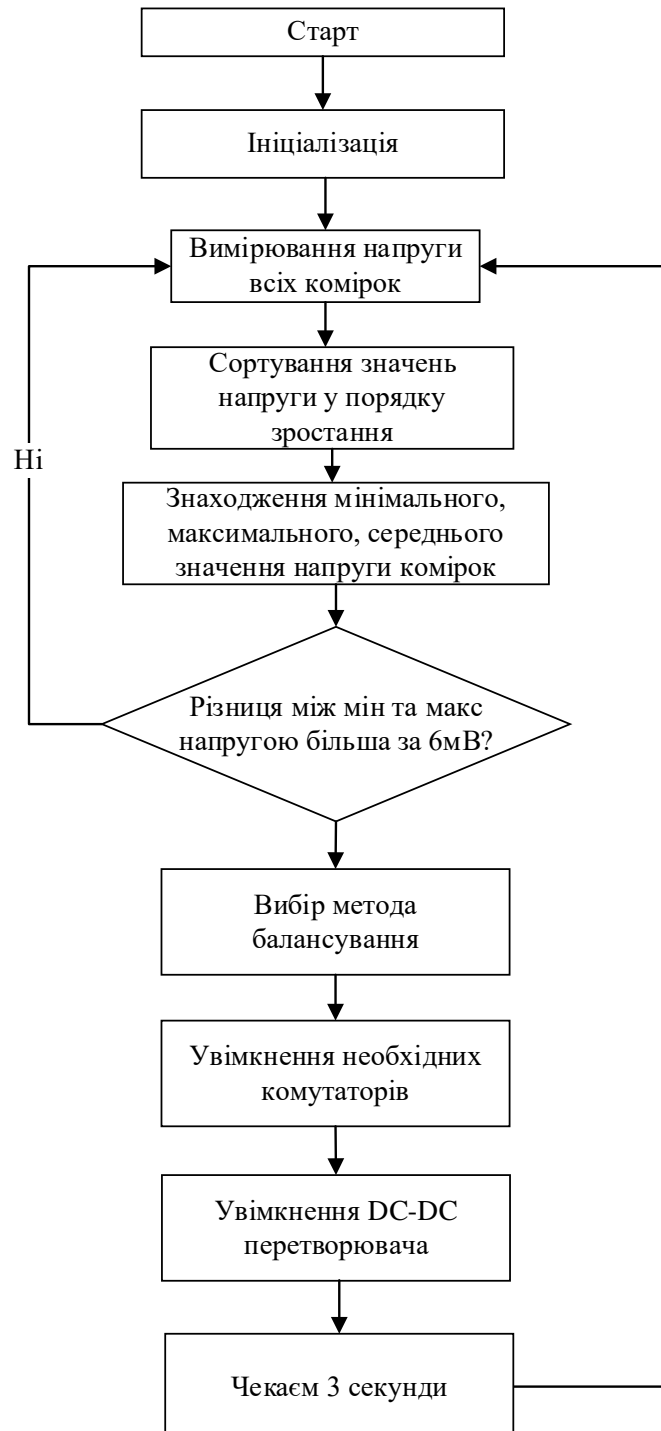 Старт
Ініціалізація
Вимірювання напруги
всіх комірок
Сортування значень
напруги у порядку
зростання
Ні
Знаходження мінімального,
максимального, середнього
значення напруги комірок
Різниця між мін та макс
напругою більша за 6мВ?
Вибір метода
балансування
Увімкнення необхідних
комутаторів
Увімкнення DC-DC
перетворювача
Чекаєм 3 секунди